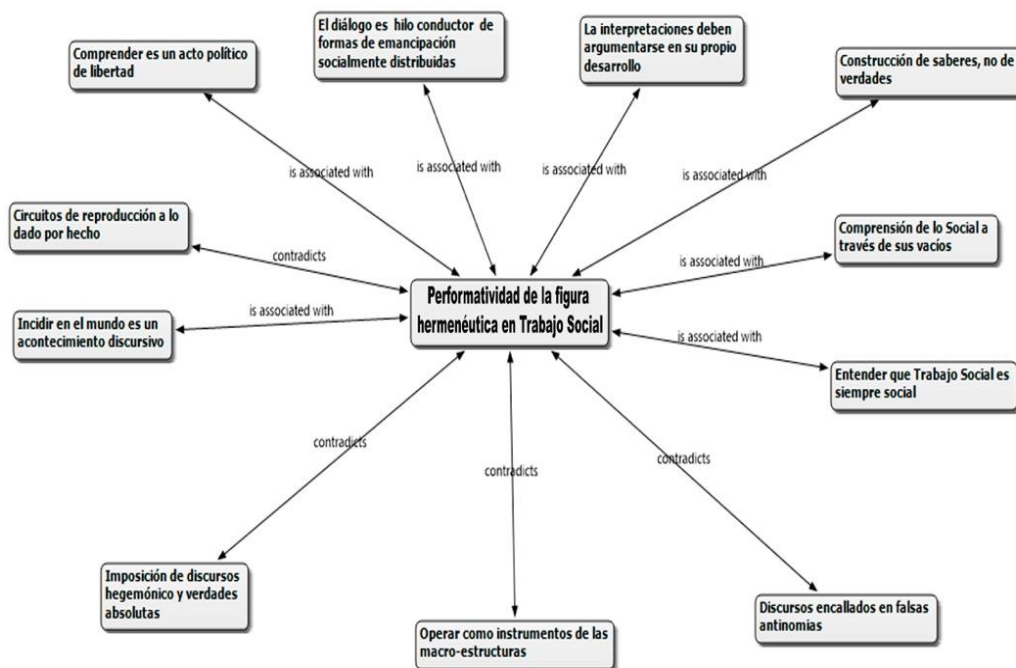 El diálogo es hilo conductor de
formas de emancipación
socialmente distribuidas
La interpretaciones deben
argumentarse en su propio
desarrollo
Comprender es un acto político
de libertad
Construcción de saberes, no de
verdades
is associated with
is associated with
is associated with
is associated with
Circuitos de reproducción a lo
dado por hecho
contradicts
Comprensión de lo Social a
través de sus vacíos
is associated with
Performatividad de la figura
hermenéutica en Trabajo Social
Incidir en el mundo es un
acontecimiento discursivo
is associated with
is associated with
Entender que Trabajo Social es
siempre social
contradicts
contradicts
contradicts
Imposición de discursos
hegemónico y verdades
absolutas
Operar como instrumentos de las
macro-estructuras
Discursos encallados en falsas
antinomias